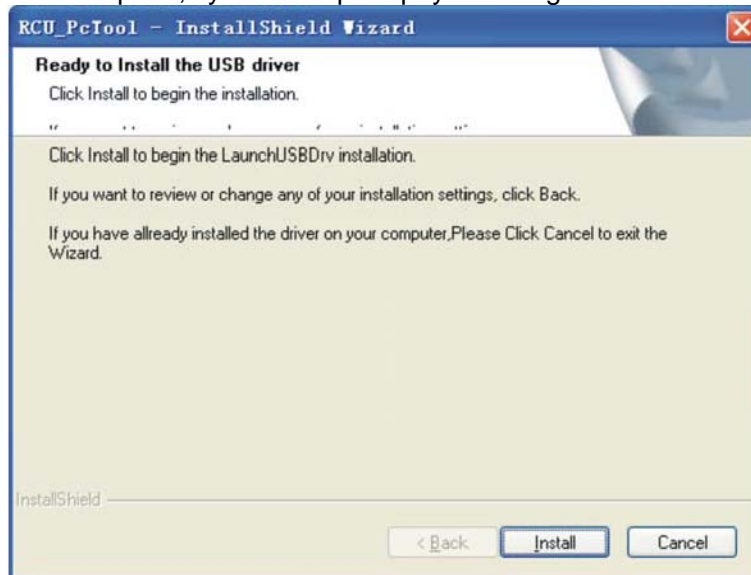 RCU_PcTool - InstallShield Wizard
Ready to Install the USB driver
Click Install to begin the installation.
Click Install to begin the LaunchUSBDrv installation.
If you want to review or change any of your installation settings, click Back.
If you have allready installed the driver on your computer,Please Click Cancel to exit the
Wizard.
InstallShield
< Back
Install
Cancel